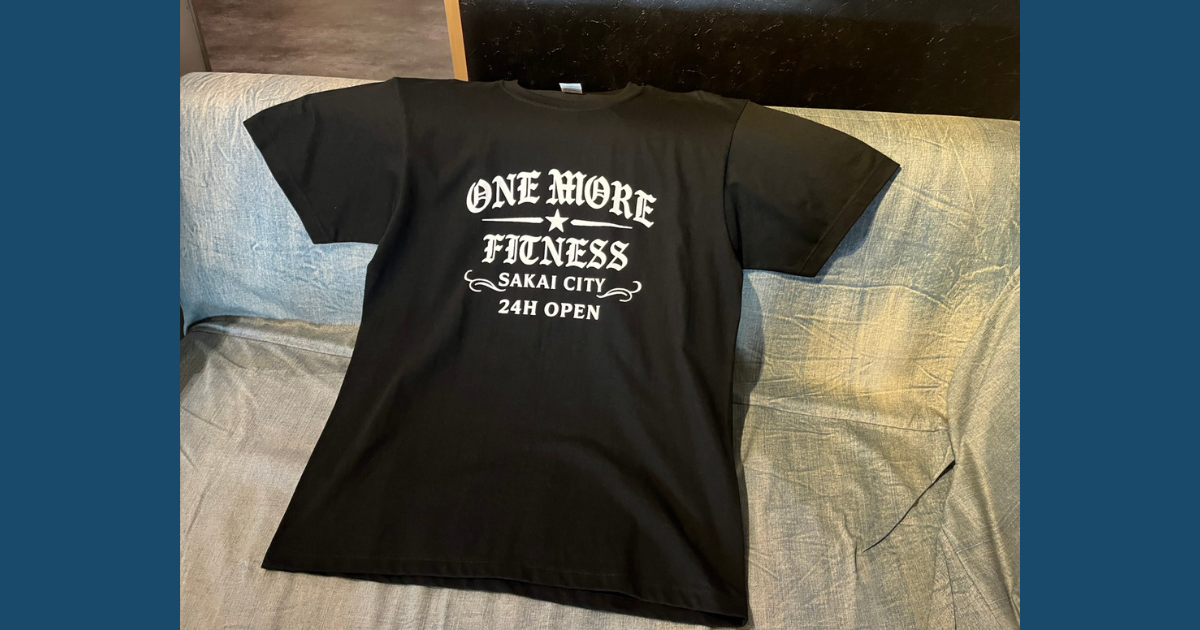 ONE MORE
FITNESS
SAKAI CITY
24H OPEN